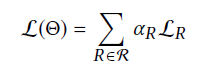 ℒ(Θ) = ∑_{R∈ℛ} α_R ℒ_R